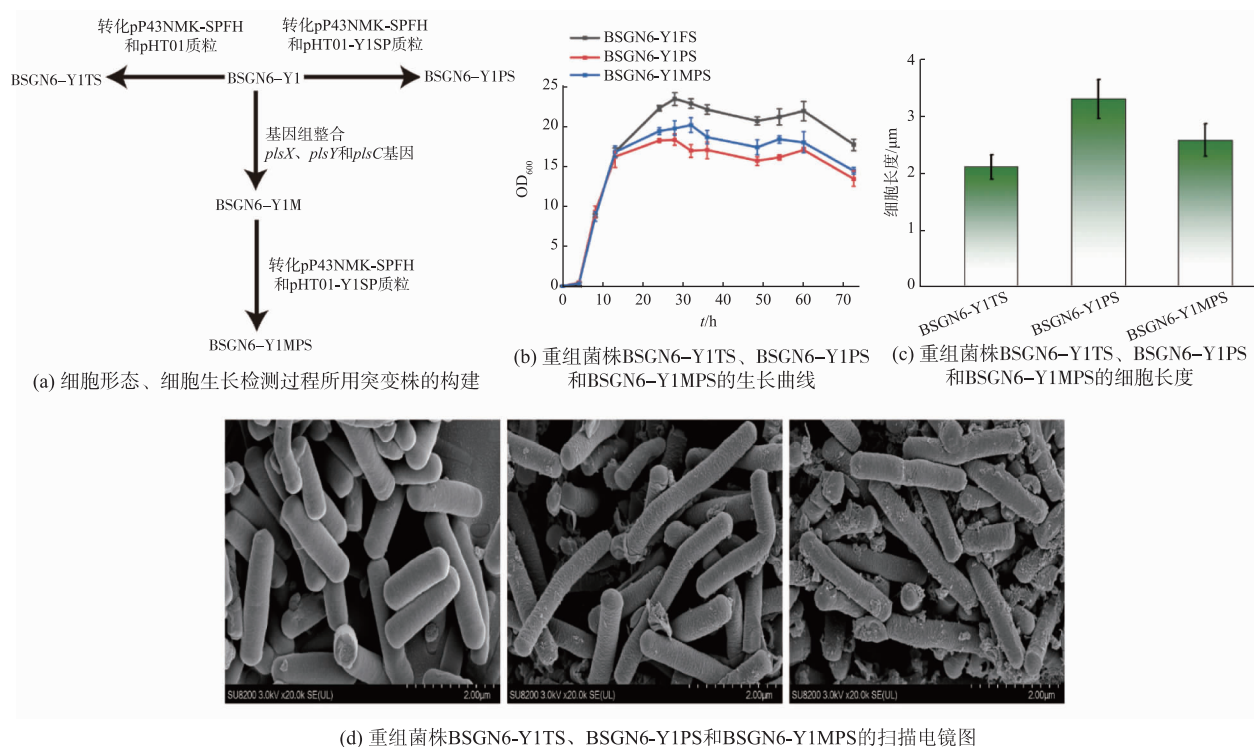 转化pP43NMK-SPFH
和pHT01质粒
转化pP43NMK-SPFH
和pHT01-Y1SP质粒
BSGN6-Y1TS
BSGN6-Y1
BSGN6-Y1PS
基因组整合
plsX、plsY和plsC基因
BSGN6-Y1M
转化pP43NMK-SPFH
和pHT01-Y1SP质粒
BSGN6-Y1MPS
(a) 细胞形态、细胞生长检测过程所用突变株的构建
BSGN6-Y1FS
BSGN6-Y1PS
BSGN6-Y1MPS
25
20
15
10
5
0
OD600
0 10 20 30 40 50 60 70
t/h
(b) 重组菌株BSGN6-Y1TS、BSGN6-Y1PS
和BSGN6-Y1MPS的生长曲线
4
3
2
1
0
细胞长度/μm
BSGN6-Y1TS
BSGN6-Y1PS
BSGN6-Y1MPS
(c) 重组菌株BSGN6-Y1TS、BSGN6-Y1PS
和BSGN6-Y1MPS的细胞长度
SU8200 3.0kV x20.0k SE(UL) 2.00μm
SU8200 3.0kV x20.0k SE(UL) 2.00μm
SU8200 3.0kV x20.0k SE(UL) 2.00μm
(d) 重组菌株BSGN6-Y1TS、BSGN6-Y1PS和BSGN6-Y1MPS的扫描电镜图